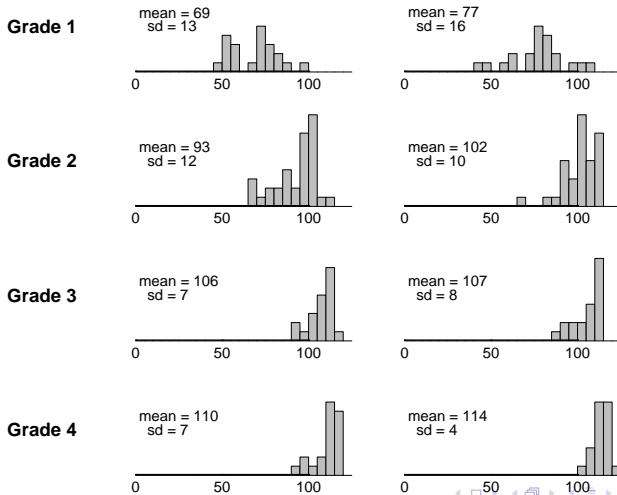 Grade 1
mean = 69
sd = 13
0 50 100
mean = 77
sd = 16
0 50 100
Grade 2
mean = 93
sd = 12
0 50 100
mean = 102
sd = 10
0 50 100
Grade 3
mean = 106
sd = 7
0 50 100
mean = 107
sd = 8
0 50 100
Grade 4
mean = 110
sd = 7
0 50 100
mean = 114
sd = 4
0 50 100